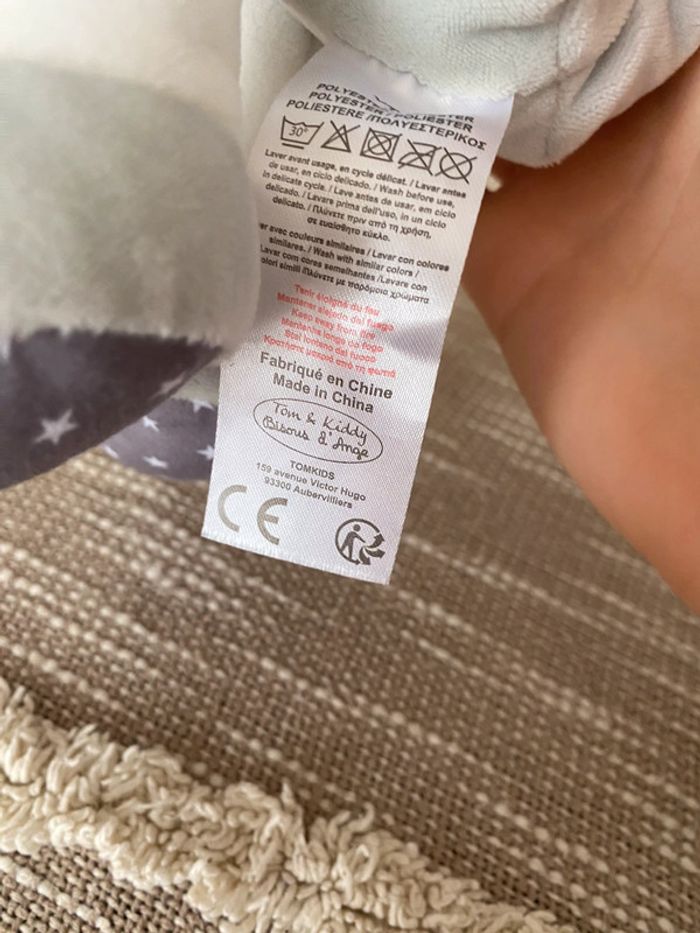 POLYESTER
POLYESTER / POLIESTER
POLIESTERE /ΠΟΛΥΕΣΤΕΡΙΚΟΣ
30°
Laver avant usage, en cycle délicat. / Lavar antes
de usar, en ciclo delicado. / Wash before use,
in delicate cycle. / Lave antes de usar, em ciclo
delicado. / Lavare prima dell'uso, in un ciclo
delicato. / Πλύνετε πριν από τη χρήση,
σε ευαίσθητο κύκλο.
er avec couleurs similaires / Lavar con colores
similares. / Wash with similar colors /
Lavar com cores semelhantes /Lavare con
olori simili /Πλύνετε με παρόμοια χρώματα
Tenir éloigné du feu
Mantener alejado del fuego
Keep away from fire
Mantenha longe do fogo
Stai lontano dal fuoco
Κρατήστε μακριά από τη φωτιά
Fabriqué en Chine
Made in China
Tom & Kiddy
Bisous d'Ange
TOMKIDS
159 avenue Victor Hugo
93300 Aubervilliers
CE